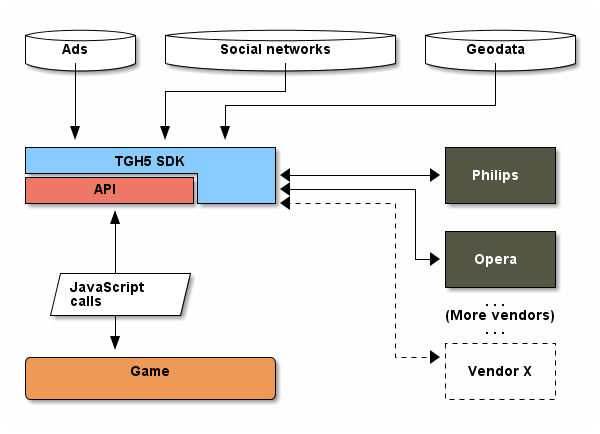 Ads
Social networks
Geodata
TGH5 SDK
API
Philips
Opera
JavaScript
calls
. . .
(More vendors)
. . .
Game
Vendor X